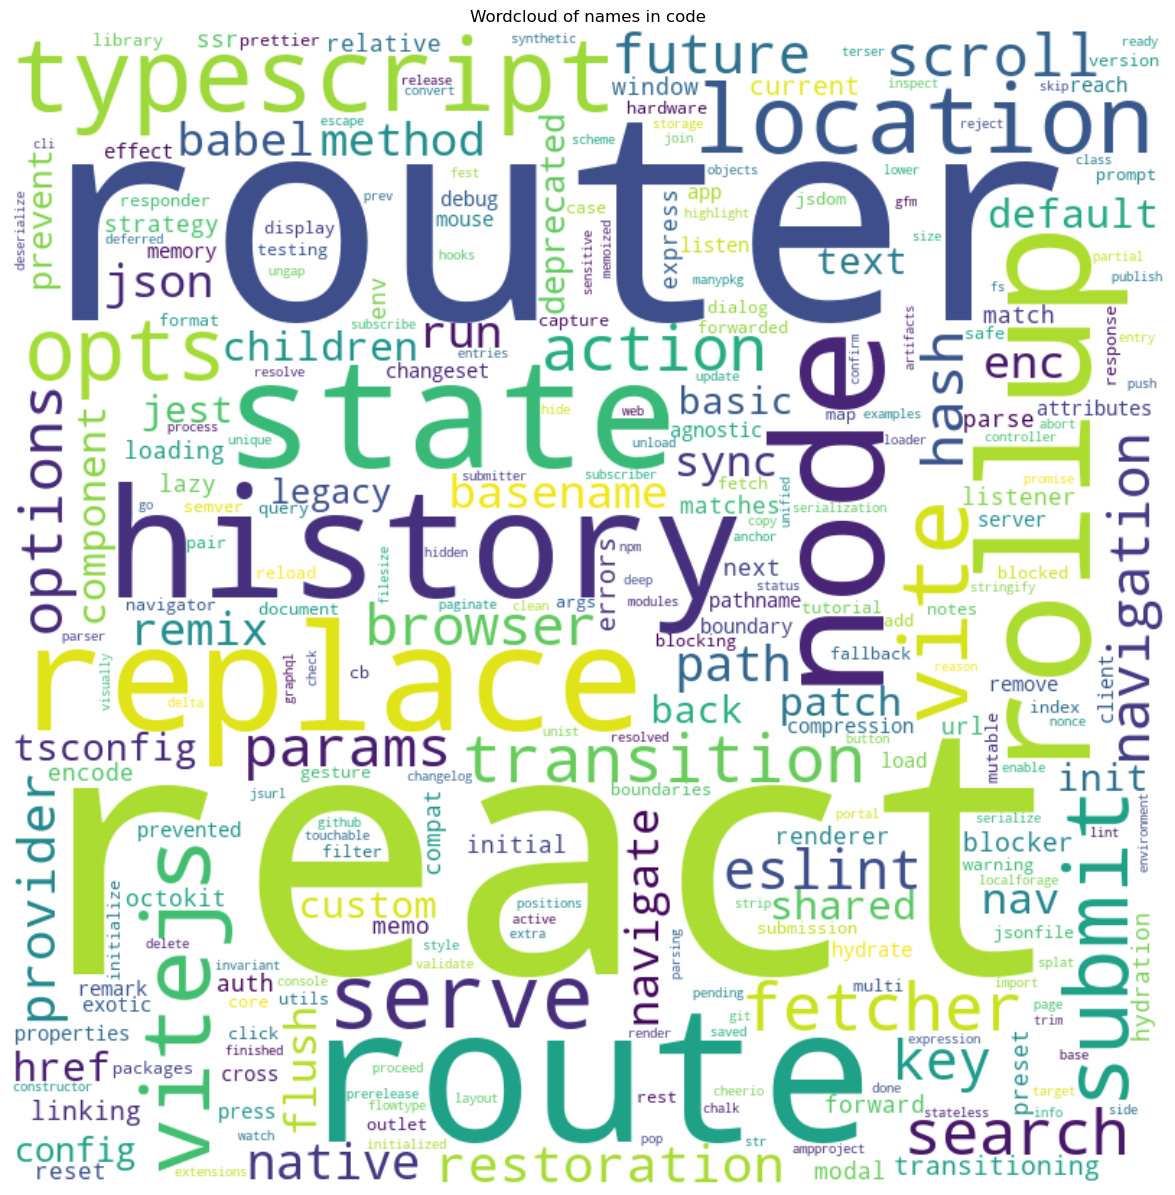 Wordcloud of names in code
library
ssr
prettier
relative
synthetic
future
scroll
terser
ready
version
typescript
release
convert
window
current
inspect
skip
reach
hardware
location
escape
babel
method
storage
join
reject
cli
effect
deprecated
scheme
objects
lower
class
prompt
prevent
router
fest
responder
prev
debug
mouse
case
app
jsdom
gfm
default
deserialize
strategy
deferred
display
testing
memory
hooks
sensitive
memoized
express
highlight
listen
size
text
partial
publish
ungap
json
env
manypkg
fs
up
format
subscribe
run
capture
dialog
forwarded
match
safe
artifacts
response
entry
opts
children
entries
action
confirm
hash
enc
resolve
changeset
update
push
state
hide
web
basic
map
examples
parse
attributes
options
component
jest
process
unique
unload
agnostic
loader
controller
abort
loading
submitter
subscriber
sync
fetch
node
roll
promise
navigation
lazy
legacy
basename
matches
serialization
listener
go
semver
query
copy
unified
server
history
pair
hidden
errors
npm
anchor
vite
stringify
filesize
reload
deep
next
status
blocked
navigator
document
paginate
clean
args
modules
pathname
tutorial
add
notes
parser
remix
browser
blocking
boundary
fallback
visually
replace
graphql
check
cb
path
reason
remove
client
delta
back
patch
compression
url
index
nonce
tsconfig
params
unist
resolved
button
mutable
encode
gesture
changelog
transition
boundaries
load
enable
init
provider
jsurl
react
portal
serialize
lint
environment
prevented
github
touchable
filter
compat
initial
navigate
renderer
blocker
submit
eslint
warning
localforage
initialize
octokit
vitejs
custom
positions
strip
shared
nav
memo
active
extra
submission
jsonfile
hydration
delete
style
parsing
hydrate
splat
invariant
validate
remark
auth
console
serve
pending
multi
import
exotic
core
utils
fetcher
page
properties
click
flush
git
saved
trim
finished
render
expression
href
packages
cross
route
key
preset
base
constructor
proceed
done
target
prerelease
flowtype
layout
rest
cheerio
linking
press
outlet
chalk
forward
stateless
info
side
config
watch
initialized
pop
str
ampproject
search
reset
extensions
native
restoration
modal
transitioning